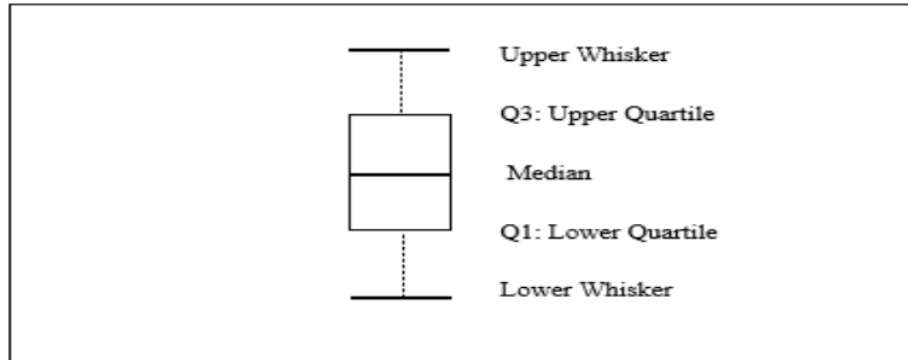 Upper Whisker
Q3: Upper Quartile
Median
Q1: Lower Quartile
Lower Whisker